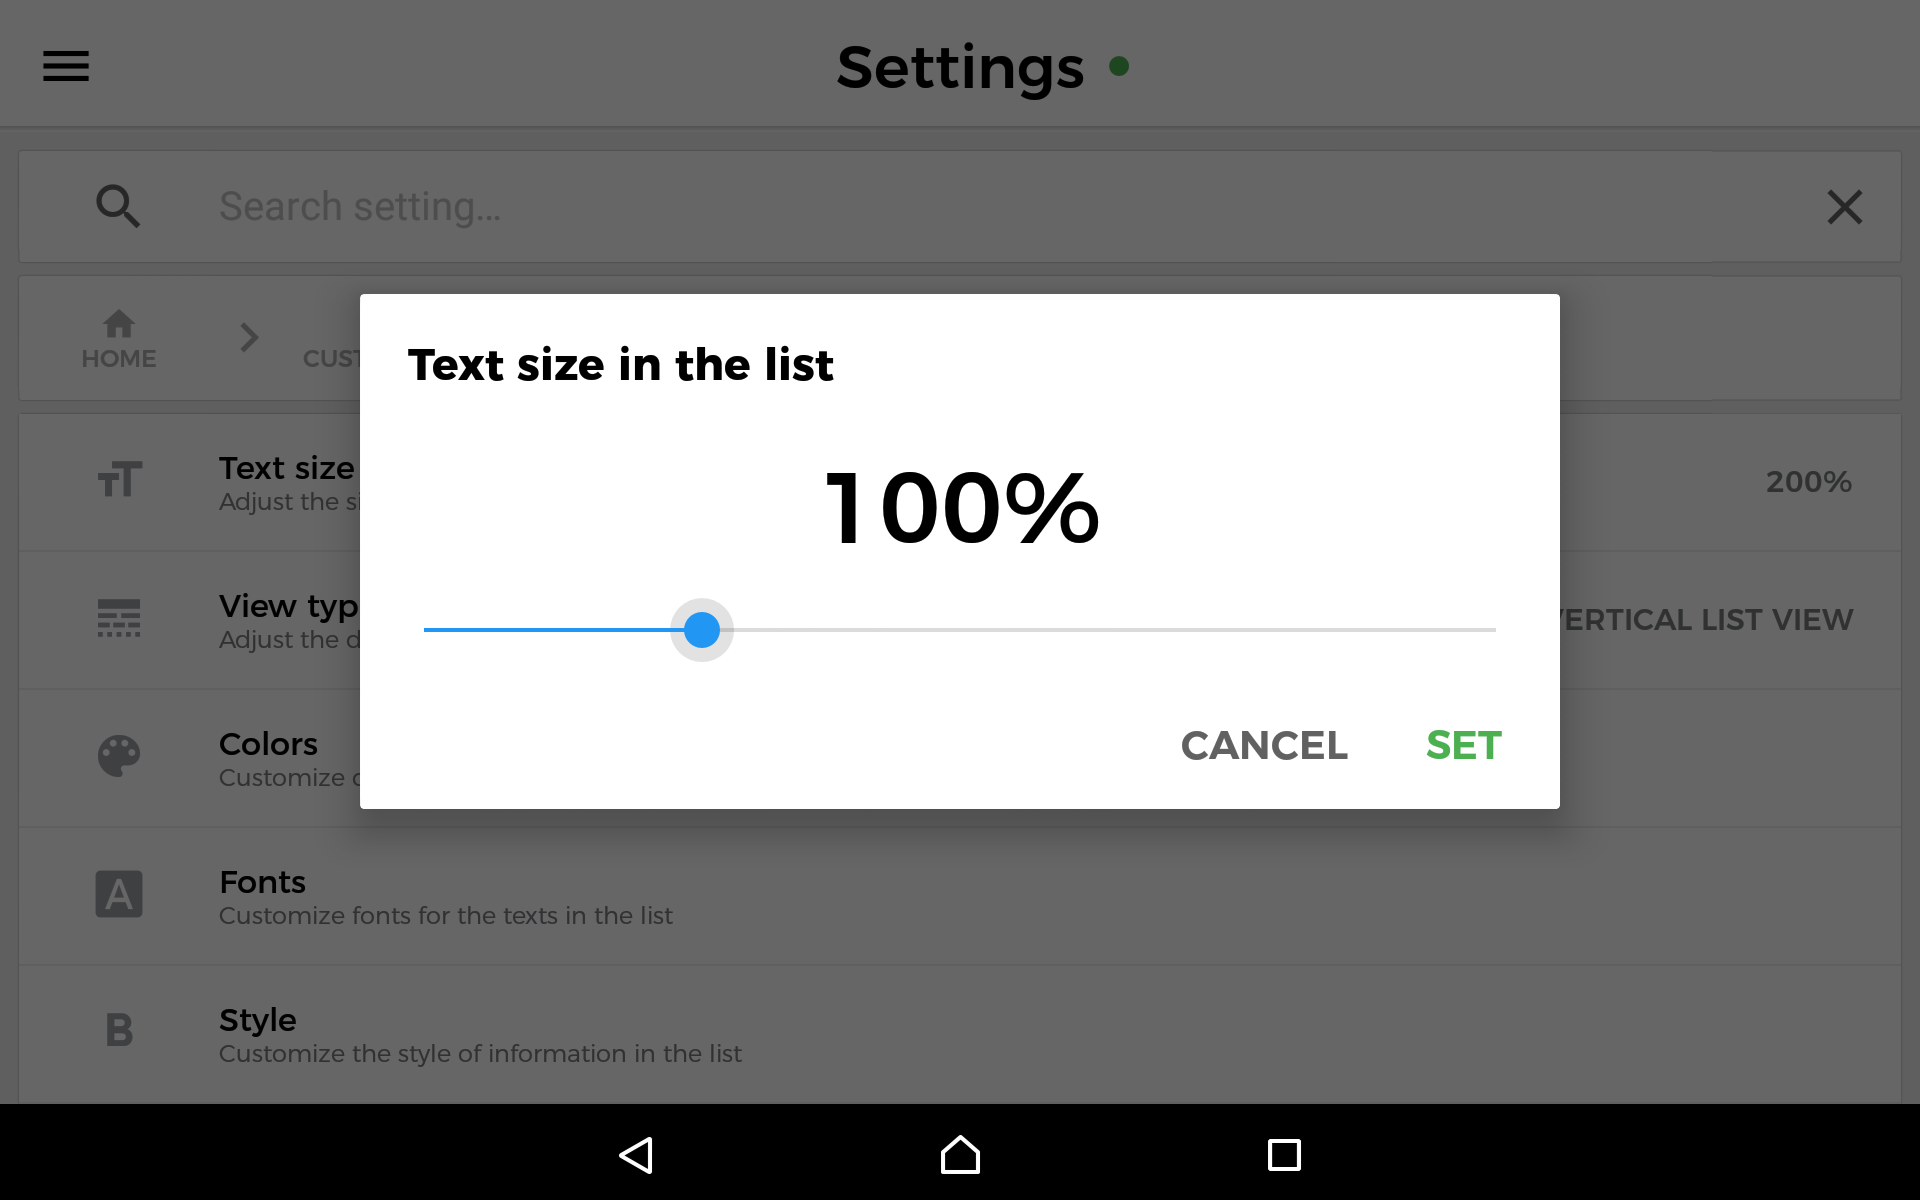 Settings
Search setting...
HOME
CUST
Text size in the list
100%
CANCEL
SET
Text size
Adjust the si
200%
View typ
Adjust the d
VERTICAL LIST VIEW
Colors
Customize c
Fonts
Customize fonts for the texts in the list
Style
Customize the style of information in the list